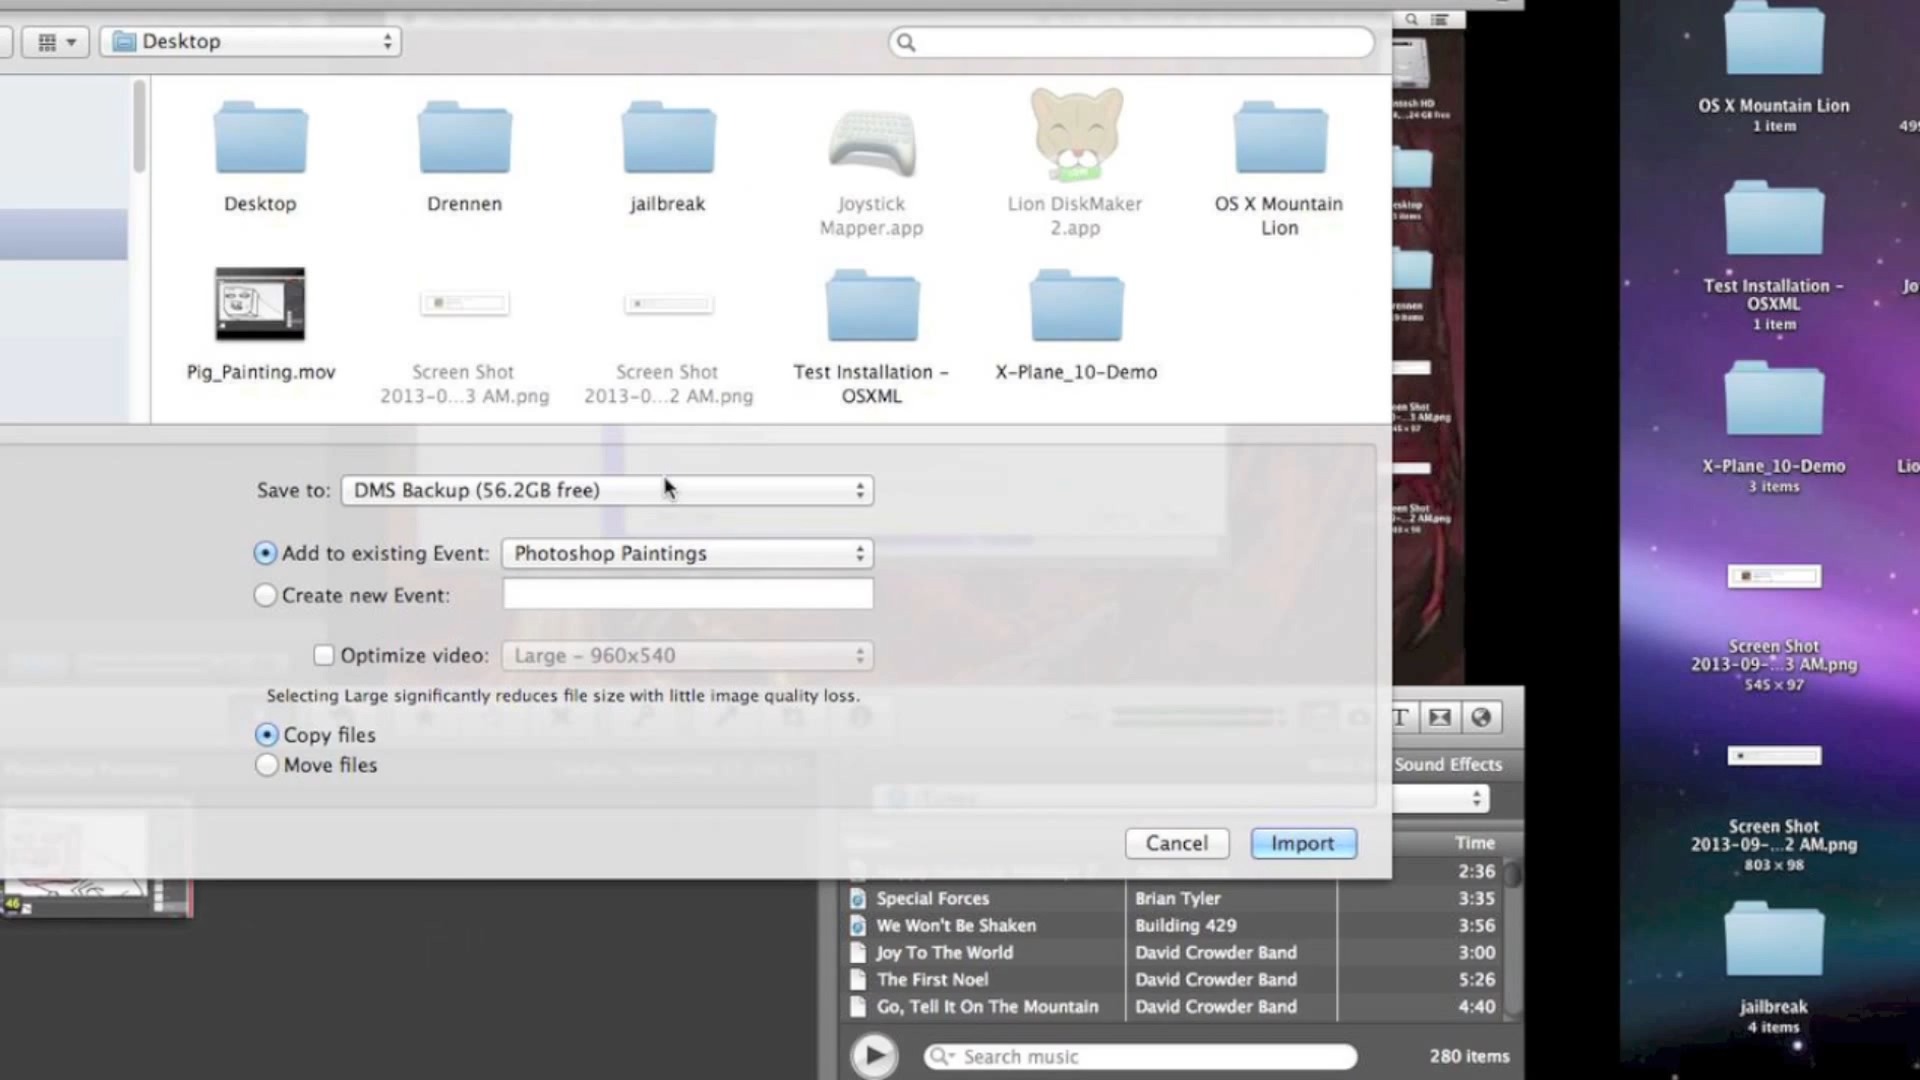 Desktop
Desktop
Drennen
jailbreak
Joystick
Mapper.app
Lion DiskMaker
2.app
OS X Mountain
Lion
Pig_Painting.mov
Screen Shot
2013-0...3 AM.png
Screen Shot
2013-0...2 AM.png
Test Installation -
OSXML
X-Plane_10-Demo
Save to:
DMS Backup (56.2GB free)
Add to existing Event:
Photoshop Paintings
Create new Event:
Optimize video:
Large - 960x540
Selecting Large significantly reduces file size with little image quality loss.
Copy files
Move files
Cancel
Import
46
T
Sound Effects
Time
2:36
Special Forces
Brian Tyler
3:35
We Won't Be Shaken
Building 429
3:56
Joy To The World
David Crowder Band
3:00
The First Noel
David Crowder Band
5:26
Go, Tell It On The Mountain
David Crowder Band
4:40
Search music
280 items
OS X Mountain Lion
1 item
Test Installation -
OSXML
1 item
X-Plane_10-Demo
3 items
Screen Shot
2013-09-...3 AM.png
545 × 97
Screen Shot
2013-09-...2 AM.png
803 × 98
jailbreak
4 items